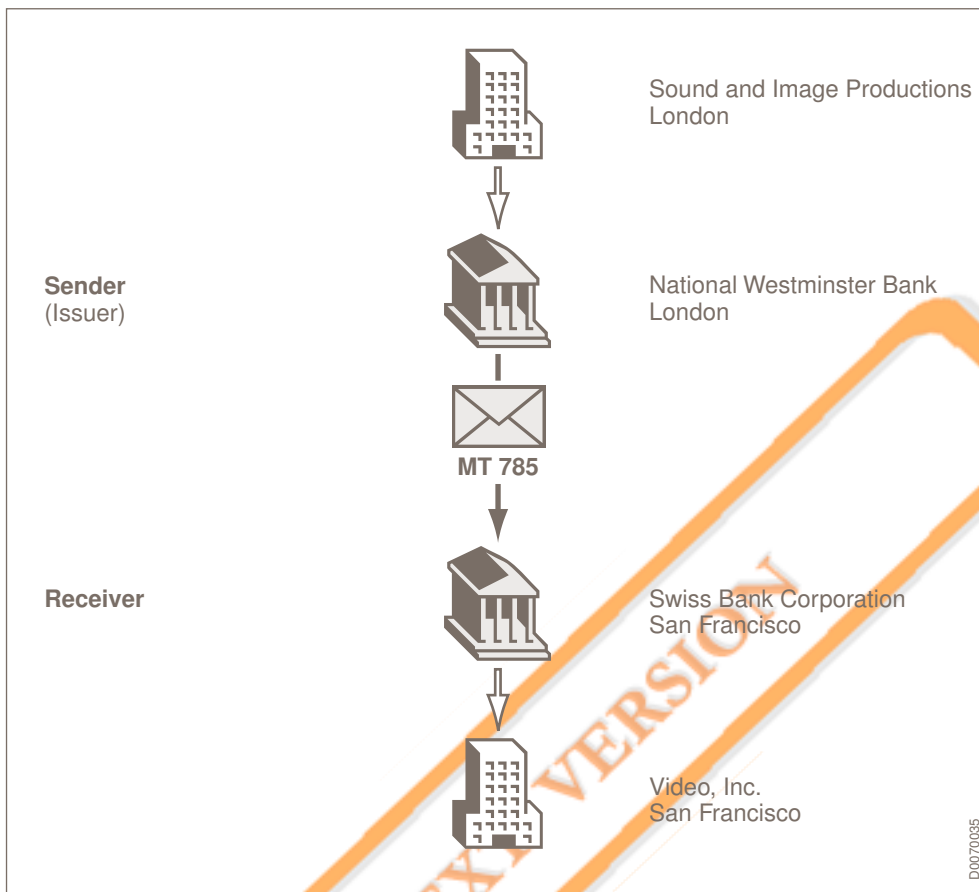 Sound and Image Productions
London
Sender
(Issuer)
National Westminster Bank
London
MT 785
Receiver
Swiss Bank Corporation
San Francisco
Video, Inc.
San Francisco
VERSION
D0070035